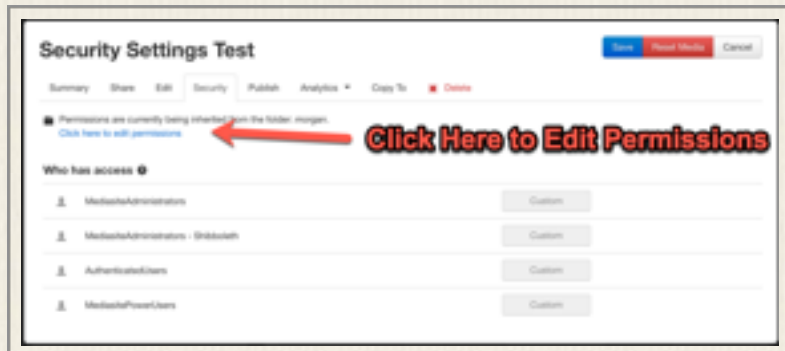 Security Settings Test
Save Reset Media Cancel
Summary Share Edit Security Publish Analytics Copy To Delete
Permissions are currently being inherited from the folder: morgan.
Click here to edit permissions
Click Here to Edit Permissions
Who has access
MediasiteAdministrators Custom
MediasiteAdministrators - Shibboleth Custom
AuthenticatedUsers Custom
MediasitePowerUsers Custom